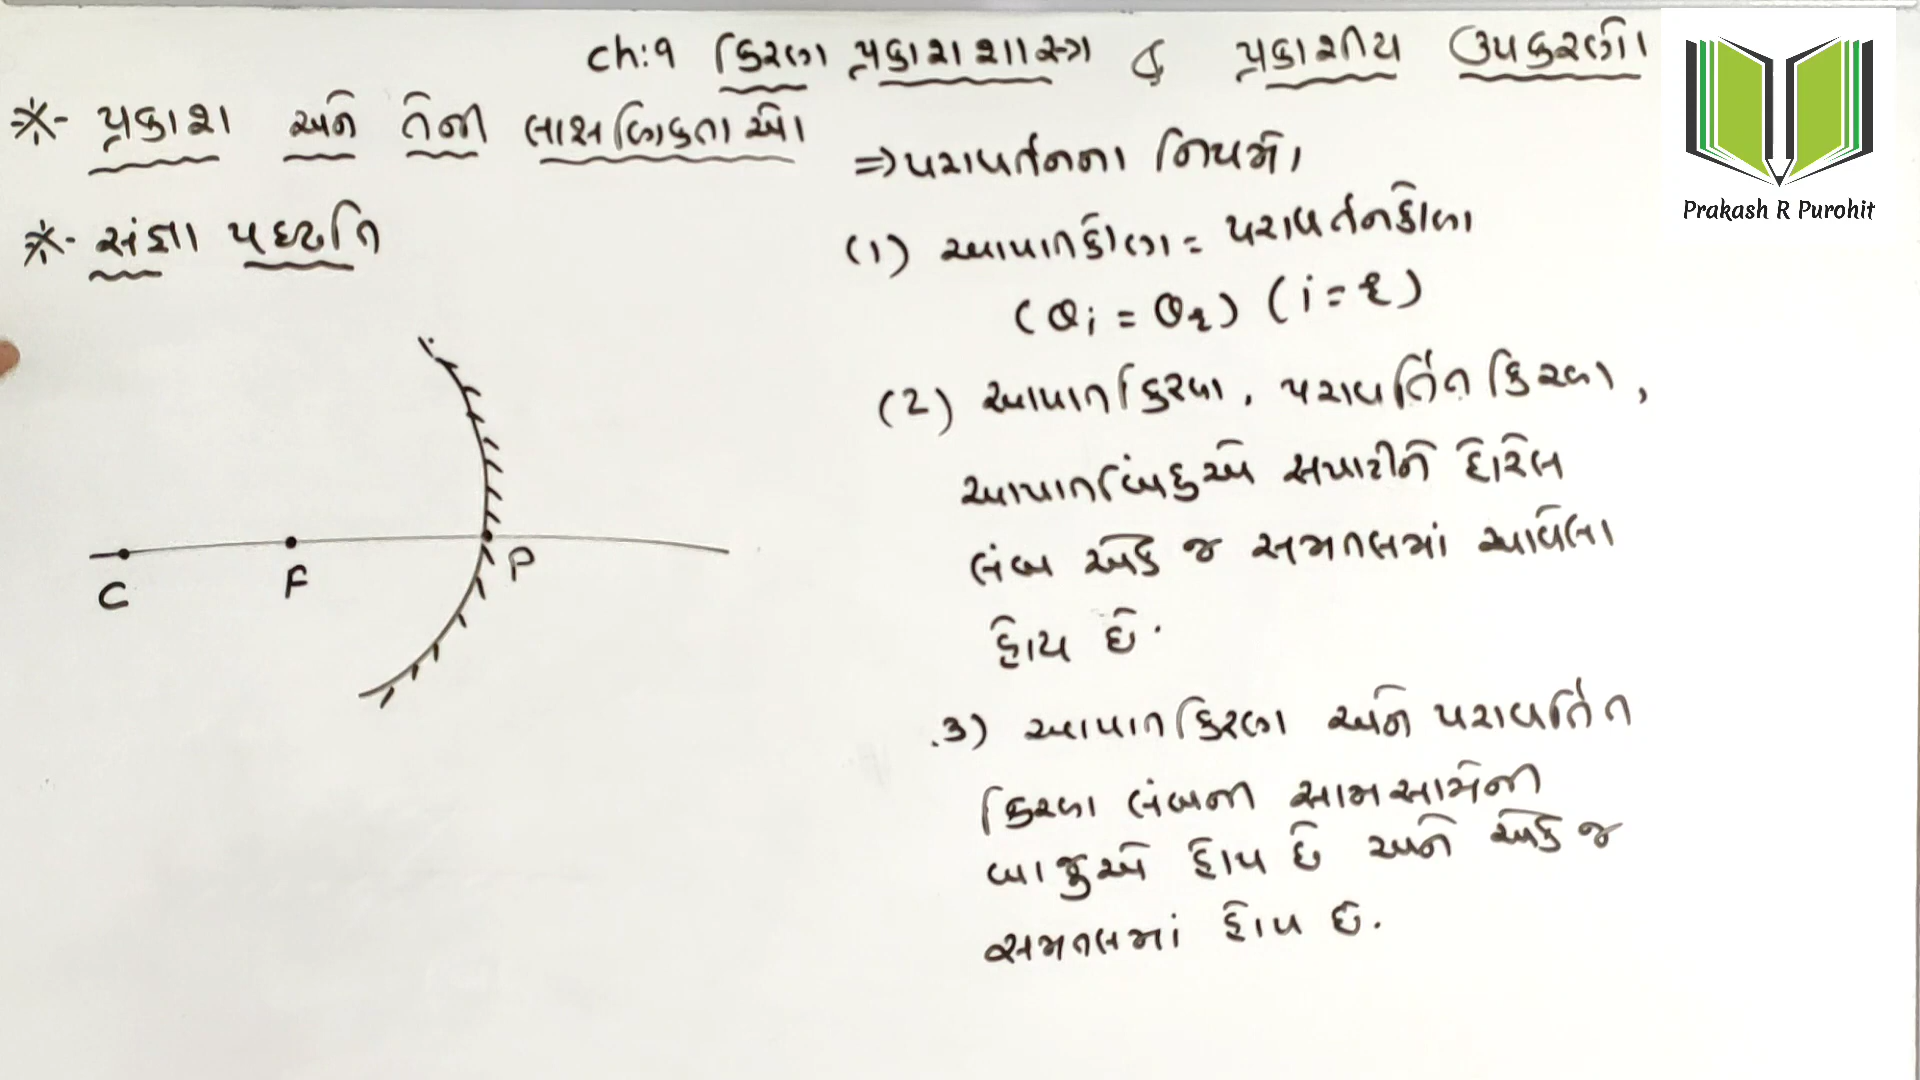 ch:9 કિરણ પ્રકાશશાસ્ત્ર & પ્રકાશીય ઉપકરણો
※- પ્રકાશ અને તેની લાક્ષણિકતાઓ
※- સંજ્ઞા પદ્ધતિ
C F P
⇒ પરાવર્તનના નિયમો
(1) આપાતકોણ = પરાવર્તનકોણ
(θi = θr) (i = r)
(2) આપાતકિરણ, પરાવર્તિત કિરણ,
આપાતબિંદુએ સપાટીને દોરેલ
લંબ એક જ સમતલમાં આવેલા
હોય છે.
3) આપાતકિરણ અને પરાવર્તિત
કિરણ લંબની સામસામેની
બાજુએ હોય છે અને એક જ
સમતલમાં હોય છે.
Prakash R Purohit